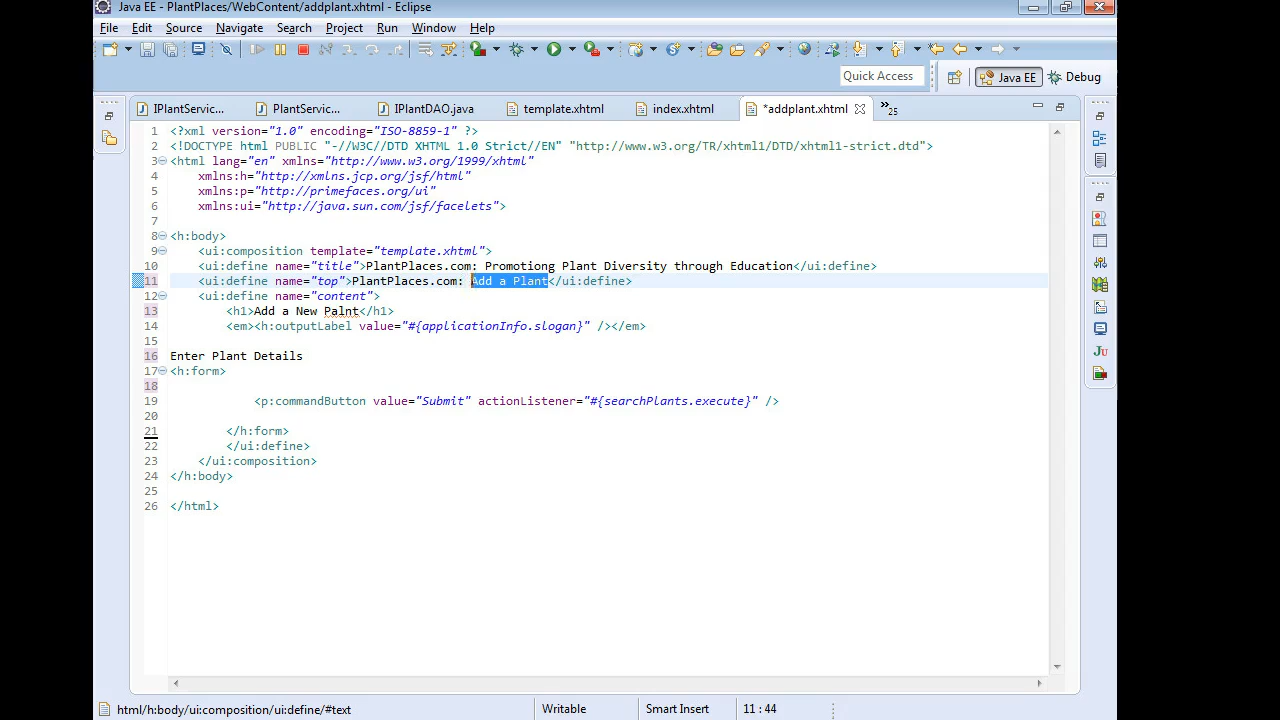 Java EE - PlantPlaces/WebContent/addplant.xhtml - Eclipse
File Edit Source Refactor Navigate Search Project Run Window Help
Quick Access Java EE Debug
IPlantServic... PlantServic... IPlantDAO.java template.xhtml index.xhtml *addplant.xhtml »25
1 <?xml version="1.0" encoding="ISO-8859-1" ?>
2 <!DOCTYPE html PUBLIC "-//W3C//DTD XHTML 1.0 Strict//EN" "http://www.w3.org/TR/xhtml1/DTD/xhtml1-strict.dtd">
3 <html lang="en" xmlns="http://www.w3.org/1999/xhtml"
4 xmlns:h="http://xmlns.jcp.org/jsf/html"
5 xmlns:p="http://primefaces.org/ui"
6 xmlns:ui="http://java.sun.com/jsf/facelets">
7
8 <h:body>
9 <ui:composition template="template.xhtml">
10 <ui:define name="title">PlantPlaces.com: Promotiong Plant Diversity through Education</ui:define>
11 <ui:define name="top">PlantPlaces.com: Add a Plant</ui:define>
12 <ui:define name="content">
13 <h1>Add a New Palnt</h1>
14 <em><h:outputLabel value="#{applicationInfo.slogan}" /></em>
15
16 Enter Plant Details
17 <h:form>
18
19 <p:commandButton value="Submit" actionListener="#{searchPlants.execute}" />
20
21 </h:form>
22 </ui:define>
23 </ui:composition>
24 </h:body>
25
26 </html>
html/h:body/ui:composition/ui:define/#text Writable Smart Insert 11 : 44